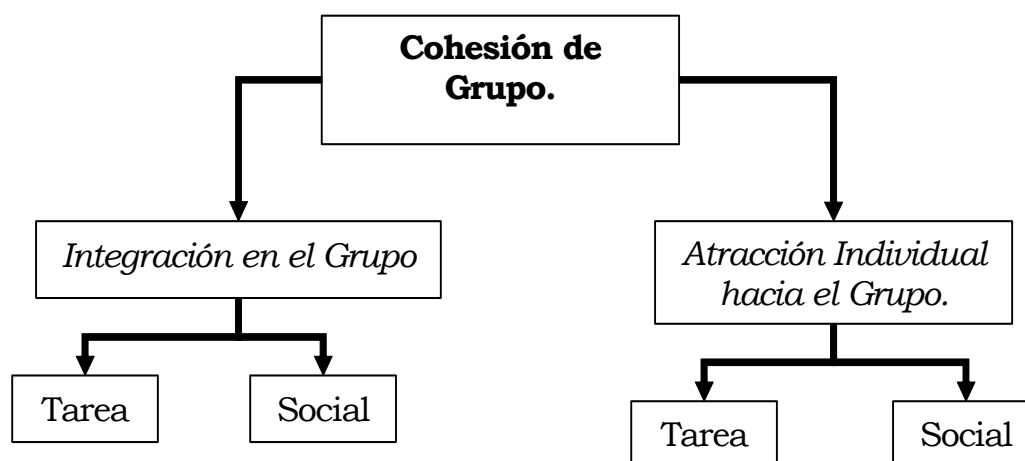 Cohesión de
Grupo.
Integración en el Grupo
Atracción Individual
hacia el Grupo.
Tarea
Social
Tarea
Social